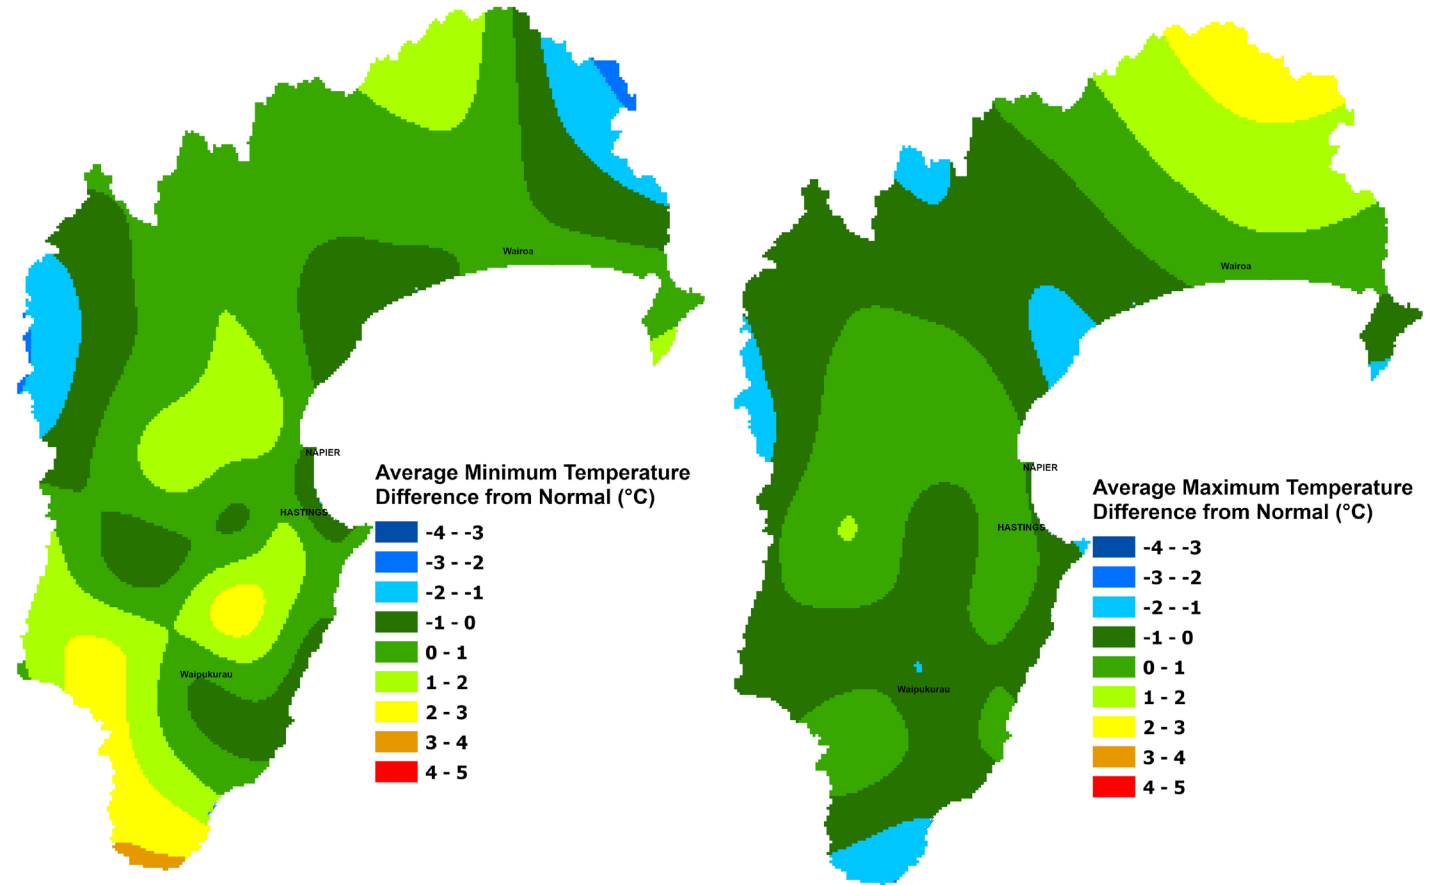 Wairoa
NAPIER
HASTINGS
Waipukurau
Average Minimum Temperature
Difference from Normal (°C)
-4 - -3
-3 - -2
-2 - -1
-1 - 0
0 - 1
1 - 2
2 - 3
3 - 4
4 - 5
Wairoa
NAPIER
HASTINGS
Waipukurau
Average Maximum Temperature
Difference from Normal (°C)
-4 - -3
-3 - -2
-2 - -1
-1 - 0
0 - 1
1 - 2
2 - 3
3 - 4
4 - 5